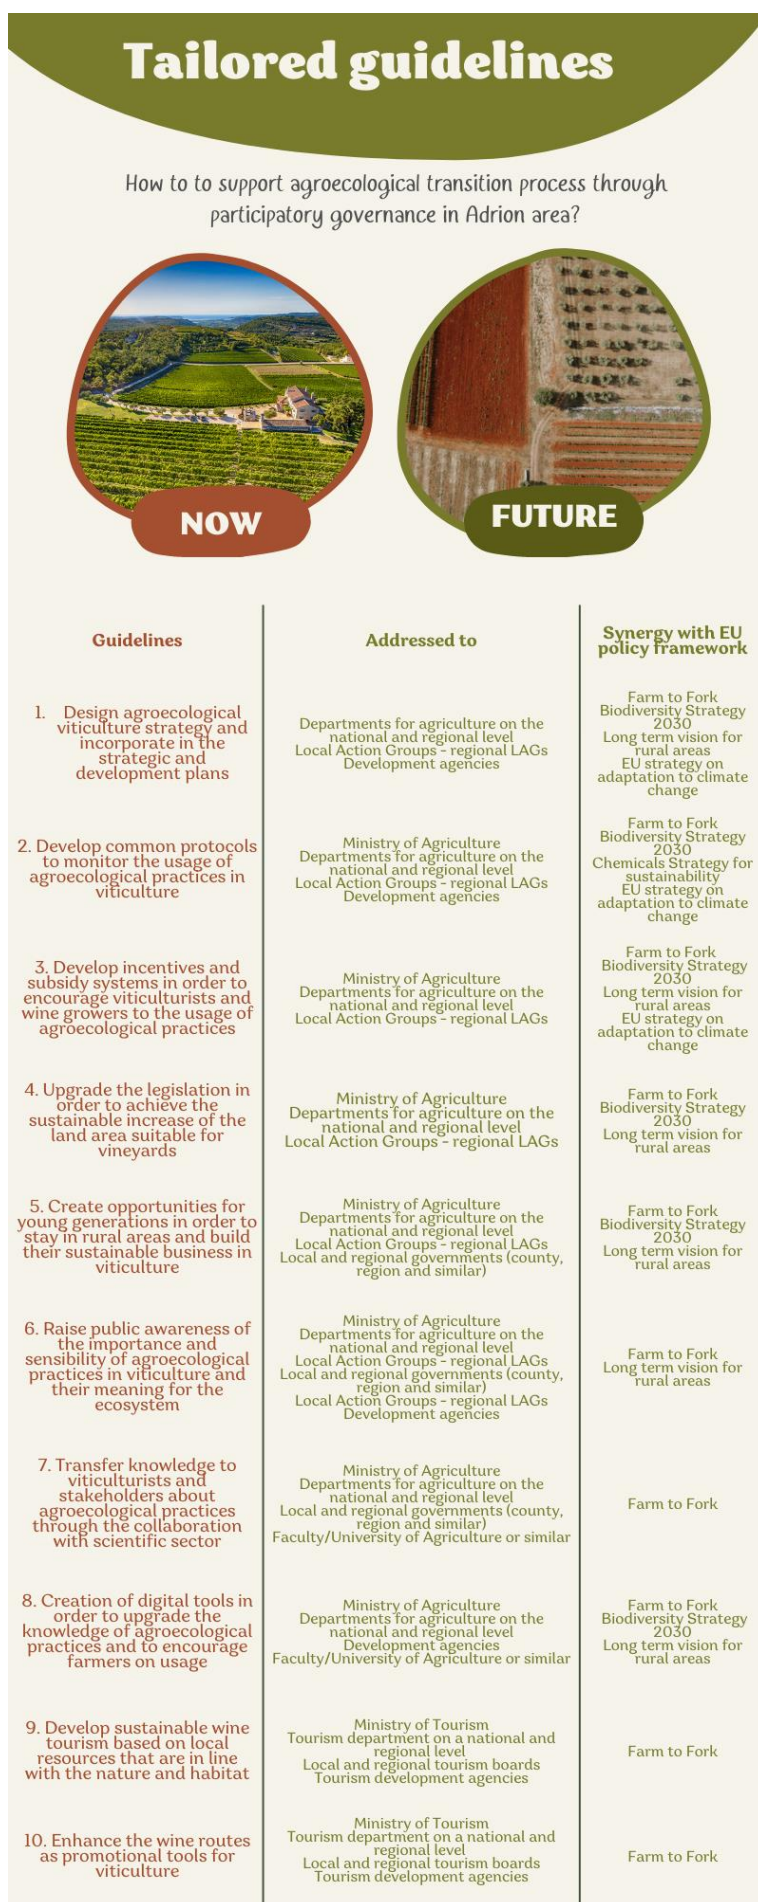 Tailored guidelines
How to to support agroecological transition process through
participatory governance in Adrion area?
NOW
FUTURE
Guidelines
Addressed to
Synergy with EU
policy framework
1. Design agroecological
viticulture strategy and
incorporate in the
strategic and
development plans
Departments for agriculture on the
national and regional level
Local Action Groups - regional LAGs
Development agencies
Farm to Fork
Biodiversity Strategy
2030
Long term vision for
rural areas
EU strategy on
adaptation to climate
change
2. Develop common protocols
to monitor the usage of
agroecological practices in
viticulture
Ministry of Agriculture
Departments for agriculture on the
national and regional level
Local Action Groups - regional LAGs
Development agencies
Farm to Fork
Biodiversity Strategy
2030
Chemicals Strategy for
sustainability
EU strategy on
adaptation to climate
change
3. Develop incentives and
subsidy systems in order to
encourage viticulturists and
wine growers to the usage of
agroecological practices
Ministry of Agriculture
Departments for agriculture on the
national and regional level
Local Action Groups - regional LAGs
Farm to Fork
Biodiversity Strategy
2030
Long term vision for
rural areas
EU strategy on
adaptation to climate
change
4. Upgrade the legislation in
order to achieve the
sustainable increase of the
land area suitable for
vineyards
Ministry of Agriculture
Departments for agriculture on the
national and regional level
Local Action Groups - regional LAGs
Farm to Fork
Biodiversity Strategy
2030
Long term vision for
rural areas
5. Create opportunities for
young generations in order to
stay in rural areas and build
their sustainable business in
viticulture
Ministry of Agriculture
Departments for agriculture on the
national and regional level
Local Action Groups - regional LAGs
Local and regional governments (county,
region and similar)
Farm to Fork
Biodiversity Strategy
2030
Long term vision for
rural areas
6. Raise public awareness of
the importance and
sensibility of agroecological
practices in viticulture and
their meaning for the
ecosystem
Ministry of Agriculture
Departments for agriculture on the
national and regional level
Local Action Groups - regional LAGs
Local and regional governments (county,
region and similar)
Local Action Groups - regional LAGs
Development agencies
Farm to Fork
Long term vision for
rural areas
7. Transfer knowledge to
viticulturists and
stakeholders about
agroecological practices
through the collaboration
with scientific sector
Ministry of Agriculture
Departments for agriculture on the
national and regional level
Local and regional governments (county,
region and similar)
Faculty/University of Agriculture or similar
Farm to Fork
8. Creation of digital tools in
order to upgrade the
knowledge of agroecological
practices and to encourage
farmers on usage
Ministry of Agriculture
Departments for agriculture on the
national and regional level
Development agencies
Faculty/University of Agriculture or similar
Farm to Fork
Biodiversity Strategy
2030
Long term vision for
rural areas
9. Develop sustainable wine
tourism based on local
resources that are in line
with the nature and habitat
Ministry of Tourism
Tourism department on a national and
regional level
Local and regional tourism boards
Tourism development agencies
Farm to Fork
10. Enhance the wine routes
as promotional tools for
viticulture
Ministry of Tourism
Tourism department on a national and
regional level
Local and regional tourism boards
Tourism development agencies
Farm to Fork